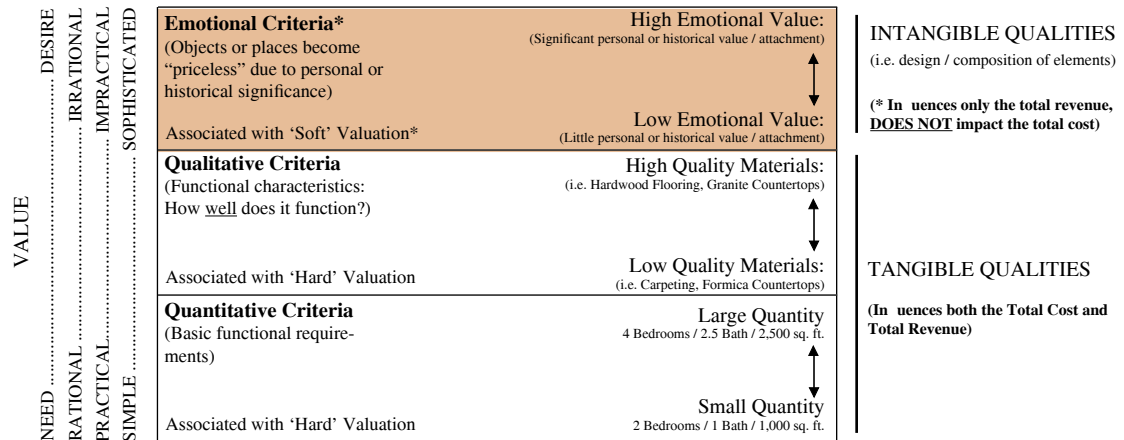 VALUE
NEED ........ DESIRE
RATIONAL ........ IRRATIONAL
PRACTICAL........ IMPRACTICAL
SIMPLE ........ SOPHISTICATED
Emotional Criteria*
(Objects or places become
“priceless” due to personal or
historical significance)
Associated with ‘Soft’ Valuation*
High Emotional Value:
(Significant personal or historical value / attachment)
Low Emotional Value:
(Little personal or historical value / attachment)
Qualitative Criteria
(Functional characteristics:
How well does it function?)
Associated with ‘Hard’ Valuation
High Quality Materials:
(i.e. Hardwood Flooring, Granite Countertops)
Low Quality Materials:
(i.e. Carpeting, Formica Countertops)
Quantitative Criteria
(Basic functional require-
ments)
Associated with ‘Hard’ Valuation
Large Quantity
4 Bedrooms / 2.5 Bath / 2,500 sq. ft.
Small Quantity
2 Bedrooms / 1 Bath / 1,000 sq. ft.
INTANGIBLE QUALITIES
(i.e. design / composition of elements)
(* In uences only the total revenue,
DOES NOT impact the total cost)
TANGIBLE QUALITIES
(In uences both the Total Cost and
Total Revenue)